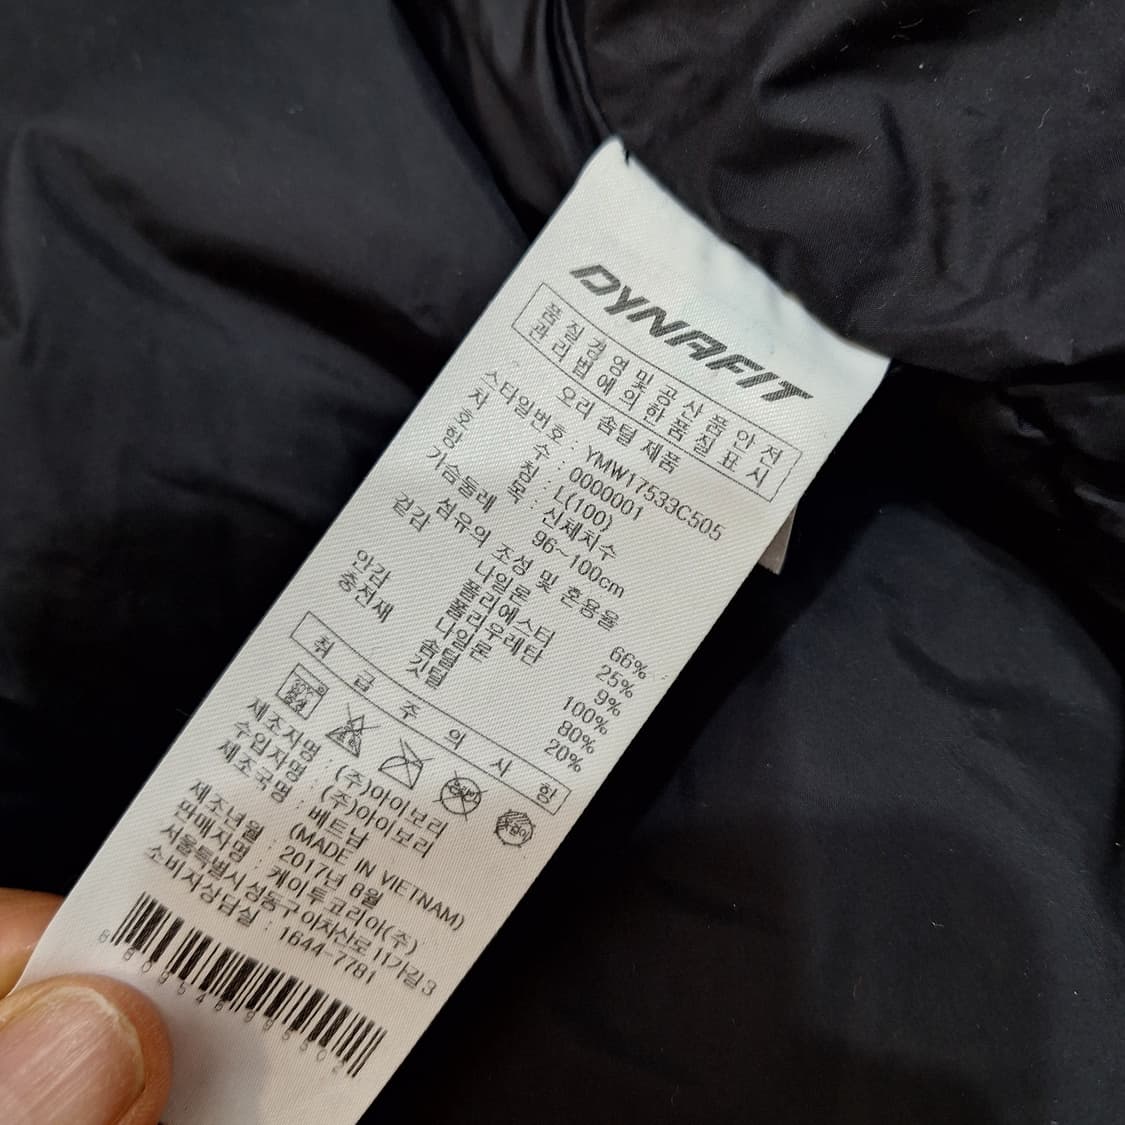 DYNAFIT
품질경영 및 공산품안전
관리법에 의한 품질표시
오리 솜털 제품
스타일번호 : YMW17533C505
차수 : 0000001
호칭 : L(100)
항목 : 신체치수
가슴둘레 96~100cm
섬유의 조성 및 혼용율
겉감 나일론 66%
폴리에스터 25%
폴리우레탄 9%
안감 나일론 100%
충전재 솜털 80%
깃털 20%
취급주의사항
제조자명 : (주)아이보리
수입자명 : (주)아이보리
제조국명 : 베트남
(MADE IN VIETNAM)
제조년월 : 2017년 8월
판매자명 : 케이투코리아(주)
서울특별시 성동구 아차산로11가길 3
소비자상담실 : 1644-7781